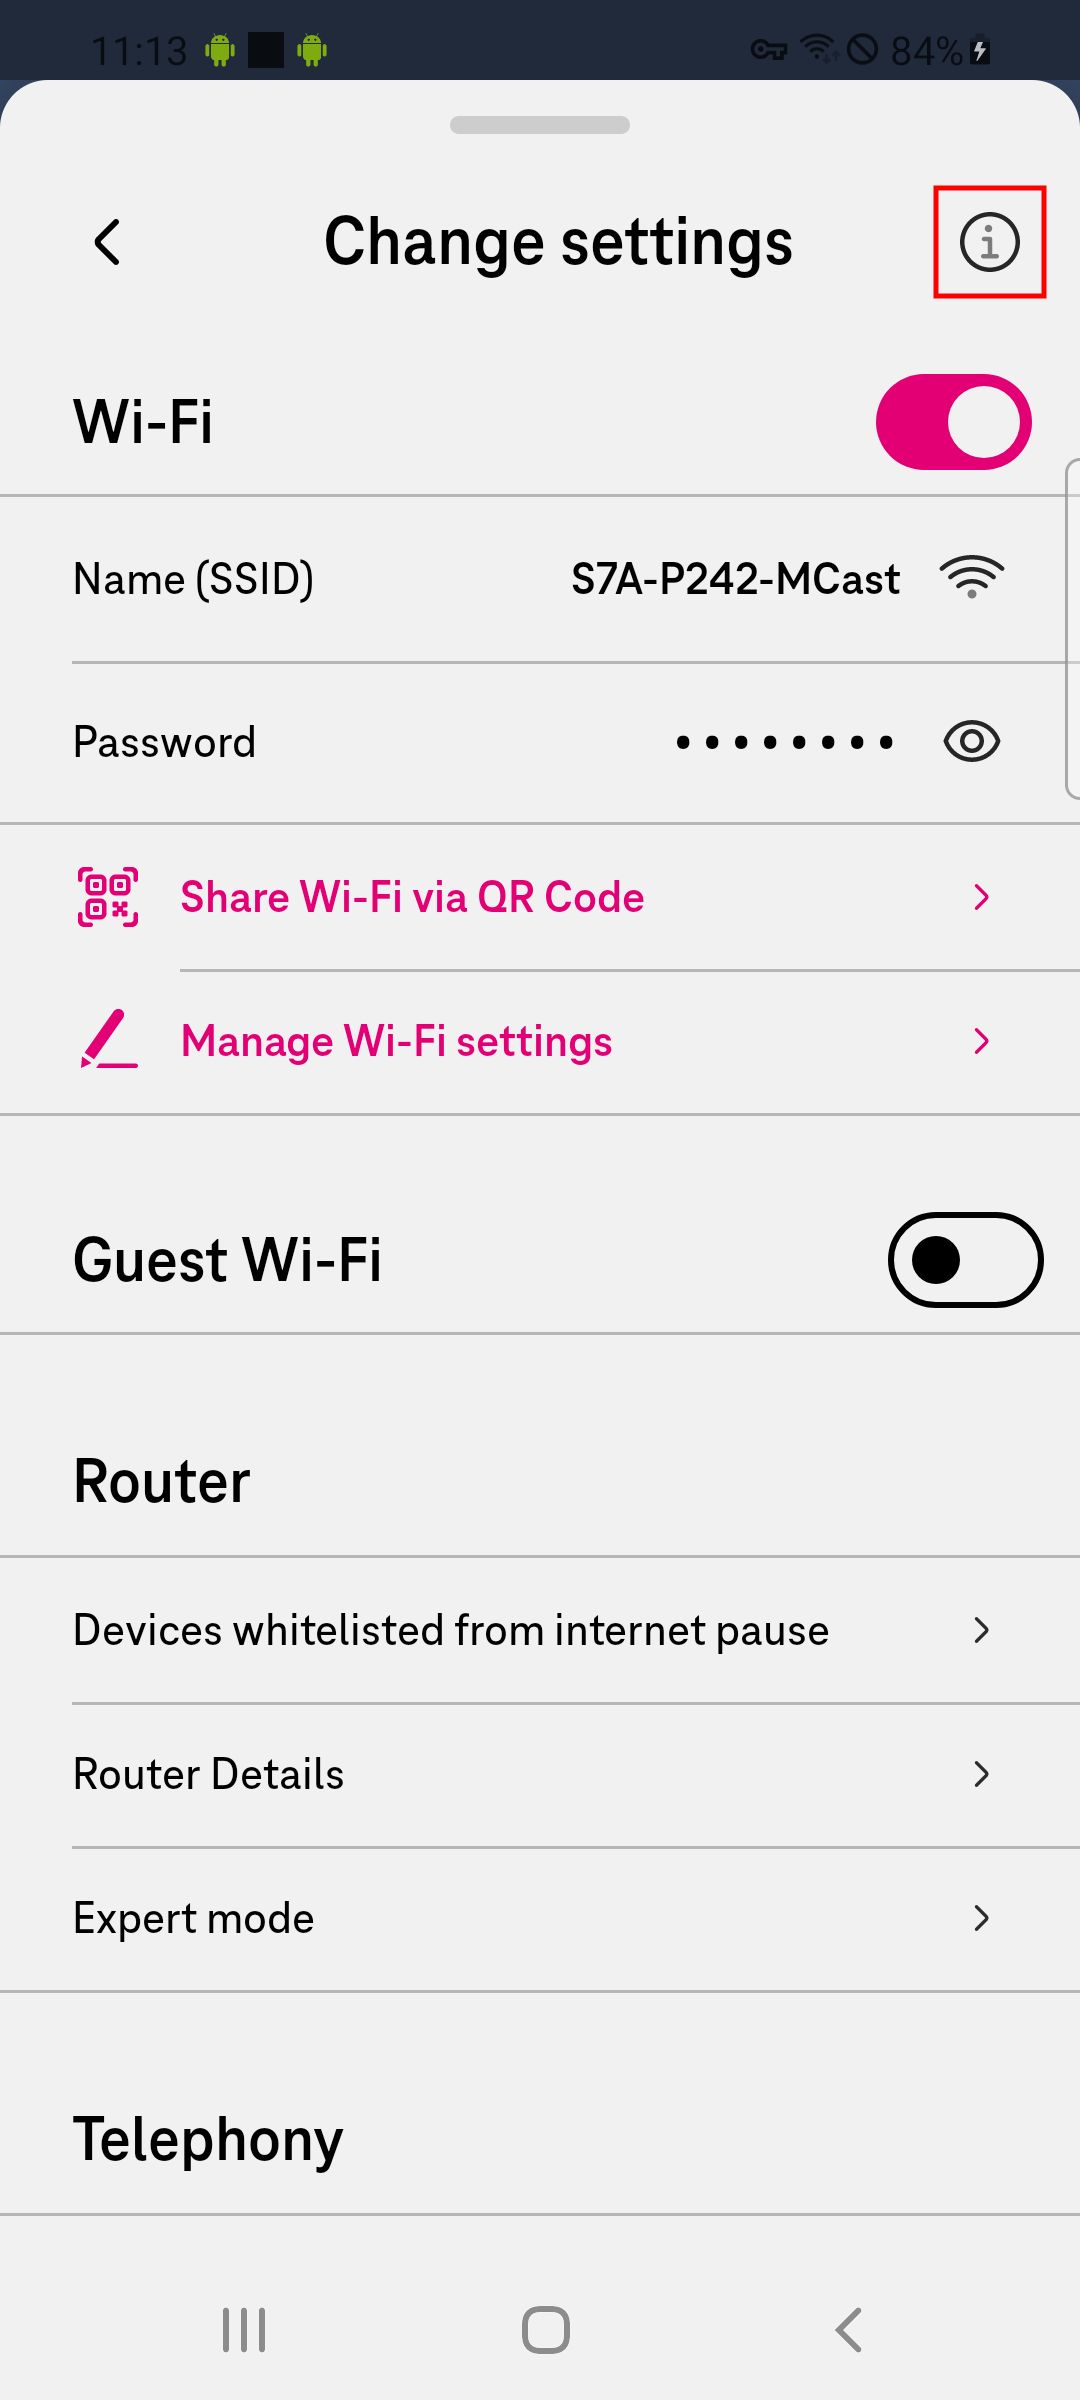 11:13
84%
Change settings
Wi-Fi
Name (SSID)
S7A-P242-MCast
Password
••••••••
Share Wi-Fi via QR Code
Manage Wi-Fi settings
Guest Wi-Fi
Router
Devices whitelisted from internet pause
Router Details
Expert mode
Telephony